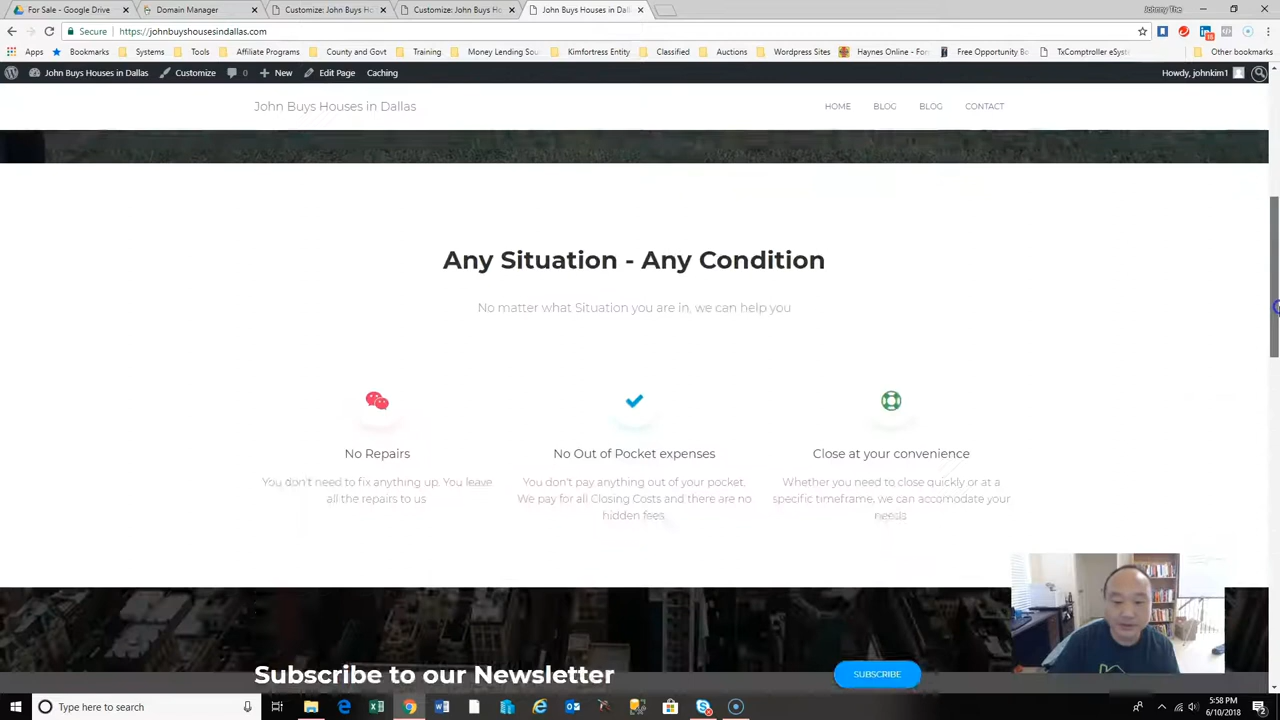 For Sale - Google Drive
Domain Manager
Customize: John Buys Ho
Customize: John Buys Ho
John Buys Houses in Dall
Johnny The
Secure
https://johnbuyshousesindallas.com
Apps
Bookmarks
Systems
Tools
Affiliate Programs
County and Govt
Training
Money Lending Sou
Kimfortress Entity
Classified
Auctions
Wordpress Sites
Haynes Online - For
Free Opportunity Bo
TxComptroller eSyst
Other bookmarks
John Buys Houses in Dallas
Customize
0
New
Edit Page
Caching
Howdy, johnkim1
John Buys Houses in Dallas
HOME
BLOG
BLOG
CONTACT
Any Situation - Any Condition
No matter what Situation you are in, we can help you
No Repairs
You don't need to fix anything up. You leave
all the repairs to us
No Out of Pocket expenses
You don't pay anything out of your pocket.
We pay for all Closing Costs and there are no
hidden fees.
Close at your convenience
Whether you need to close quickly or at a
specific timeframe, we can accomodate your
needs
Subscribe to our Newsletter
SUBSCRIBE
Type here to search
5:58 PM
6/10/2018